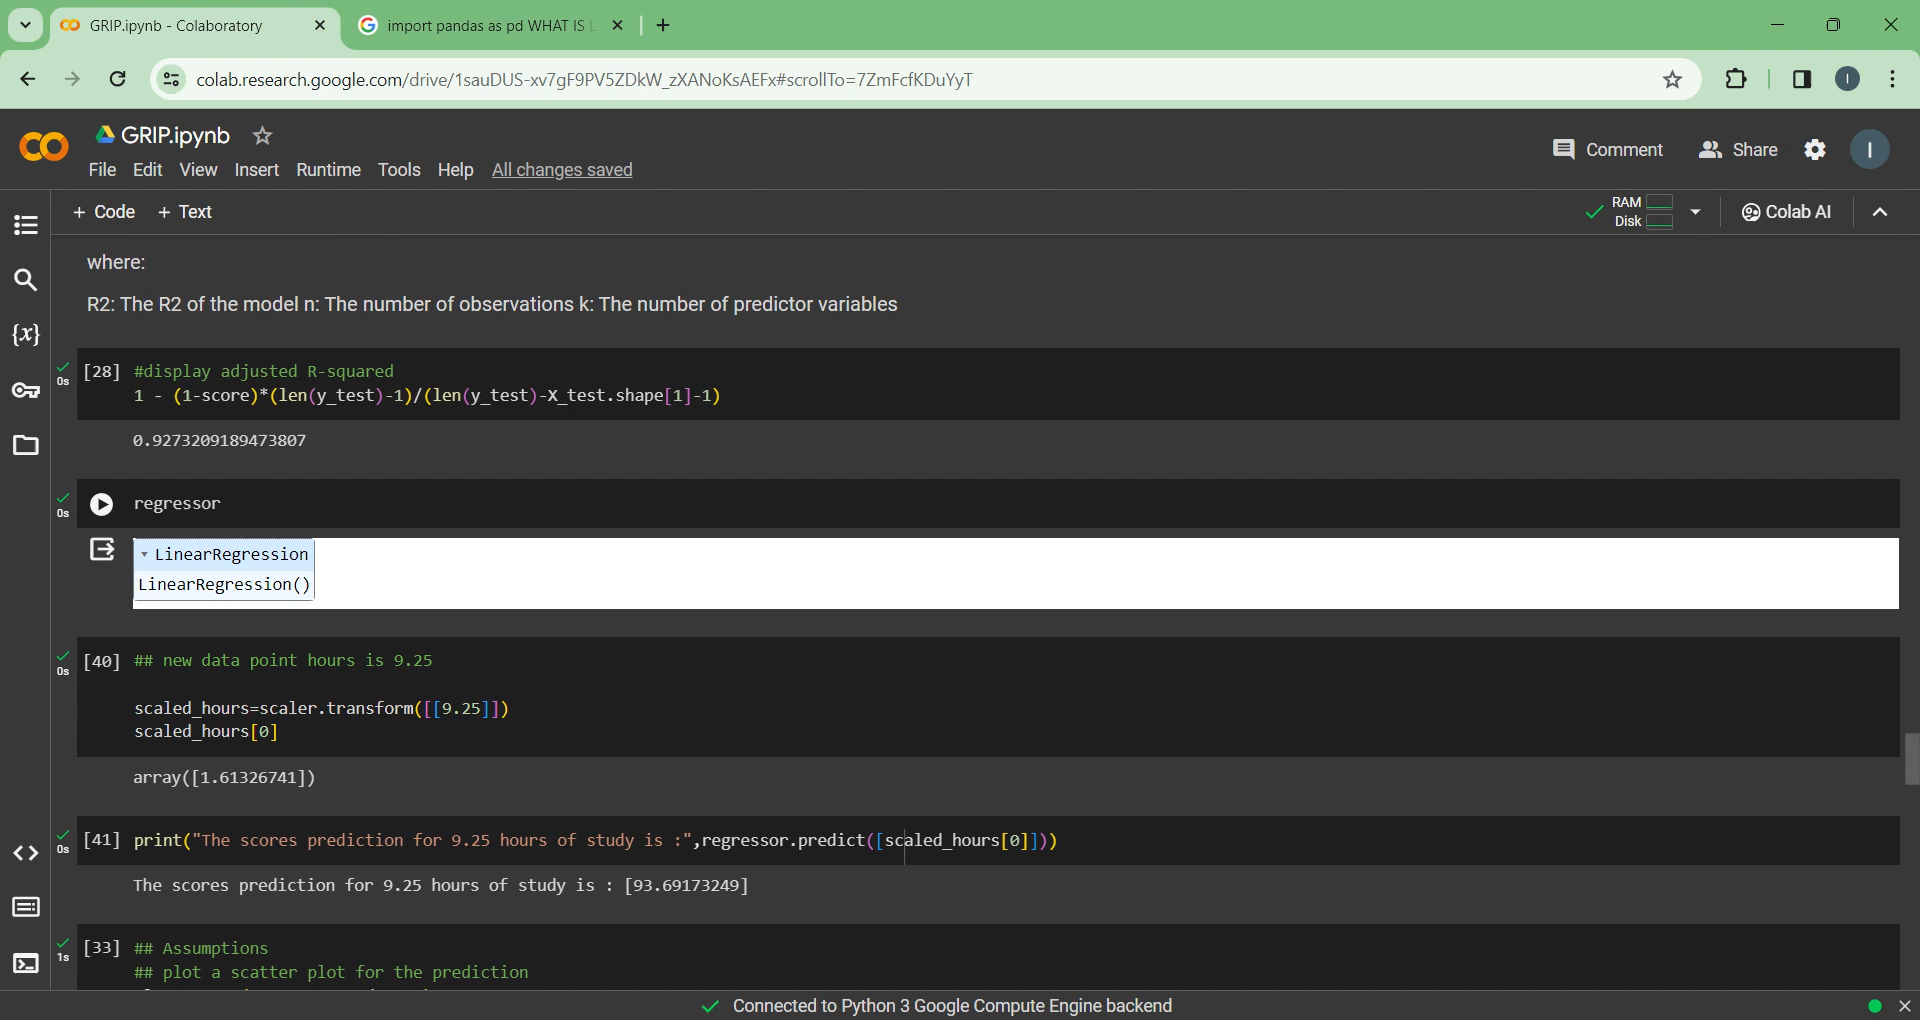 GRIP.ipynb - Colaboratory
import pandas as pd WHAT IS
colab.research.google.com/drive/1sauDUS-xv7gF9PV5ZDkW_zXANoKsAEFx#scrollTo=7ZmFcfKDuYyT
I
GRIP.ipynb
File Edit View Insert Runtime Tools Help All changes saved
Comment Share I
+ Code + Text
RAM
Disk
Colab AI
where:
R2: The R2 of the model n: The number of observations k: The number of predictor variables
0s [28] #display adjusted R-squared
1 - (1-score)*(len(y_test)-1)/(len(y_test)-X_test.shape[1]-1)
0.9273209189473807
0s regressor
LinearRegression
LinearRegression()
0s [40] ## new data point hours is 9.25
scaled_hours=scaler.transform([[9.25]])
scaled_hours[0]
array([1.61326741])
0s [41] print("The scores prediction for 9.25 hours of study is :",regressor.predict([scaled_hours[0]]))
The scores prediction for 9.25 hours of study is : [93.69173249]
1s [33] ## Assumptions
## plot a scatter plot for the prediction
Connected to Python 3 Google Compute Engine backend